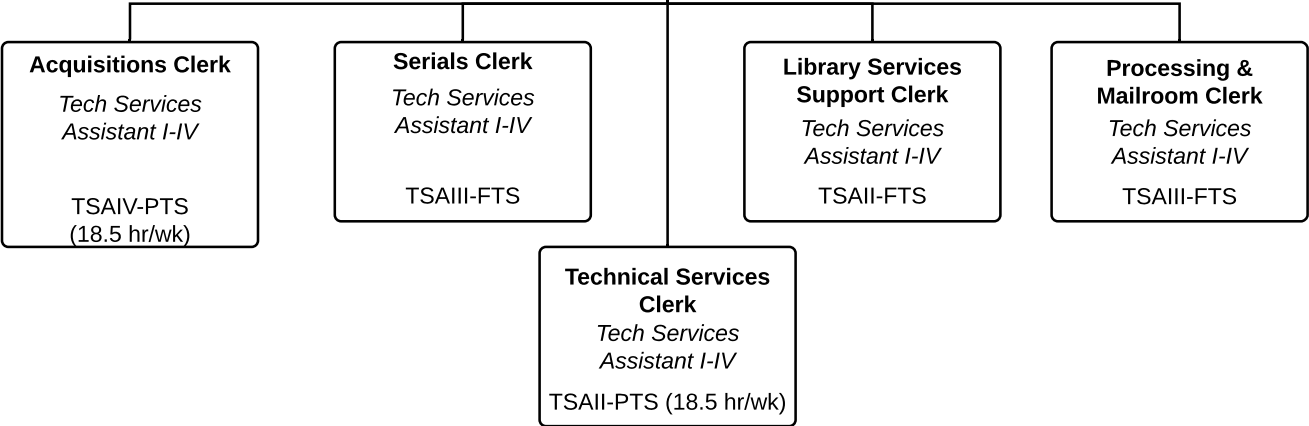 Acquisitions Clerk
Tech Services
Assistant I-IV
TSAIV-PTS
(18.5 hr/wk)
Serials Clerk
Tech Services
Assistant I-IV
TSAIII-FTS
Library Services
Support Clerk
Tech Services
Assistant I-IV
TSAII-FTS
Processing &
Mailroom Clerk
Tech Services
Assistant I-IV
TSAIII-FTS
Technical Services
Clerk
Tech Services
Assistant I-IV
TSAII-PTS (18.5 hr/wk)